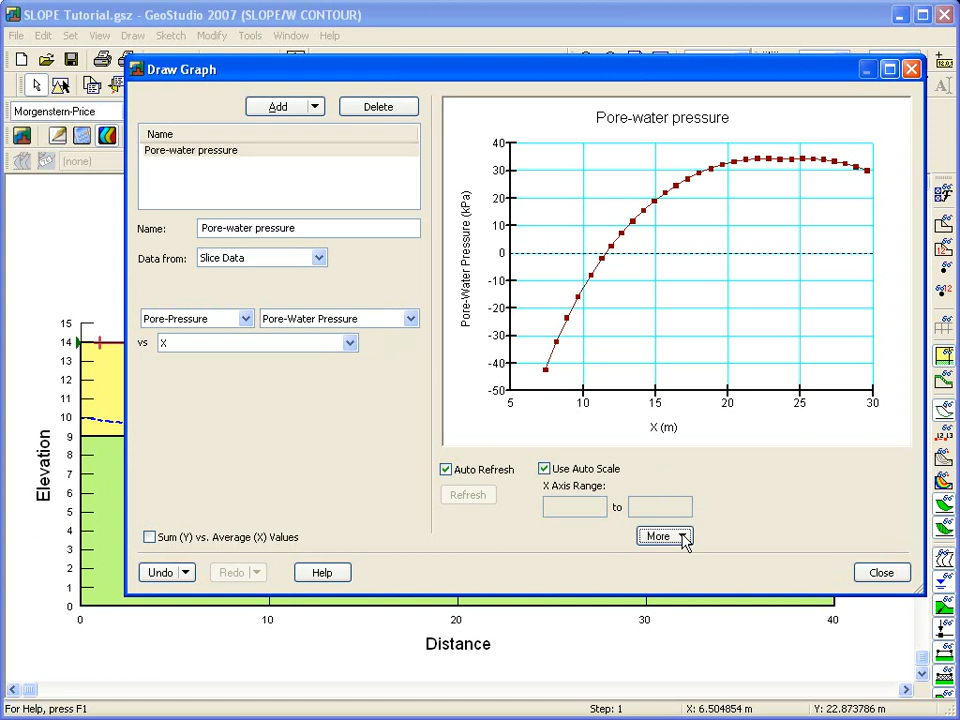 SLOPE Tutorial.gsz - GeoStudio 2007 (SLOPE/W CONTOUR)
File Edit Set View Draw Sketch Modify Tools Window Help
Draw Graph
Morgenstern-Price
(none)
Add
Delete
Name
Pore-water pressure
Name: Pore-water pressure
Data from: Slice Data
Pore-Pressure
Pore-Water Pressure
vs X
Sum (Y) vs. Average (X) Values
Undo
Redo
Help
Pore-water pressure
Pore-Water Pressure (kPa)
40
30
20
10
0
-10
-20
-30
-40
-50
5 10 15 20 25 30
X (m)
Auto Refresh
Refresh
Use Auto Scale
X Axis Range:
to
More
Close
Elevation
15
14
13
12
11
10
9
8
7
6
5
4
3
2
1
0
0 10 20 30 40
Distance
For Help, press F1
Step: 1
X: 6.504854 m
Y: 22.873786 m